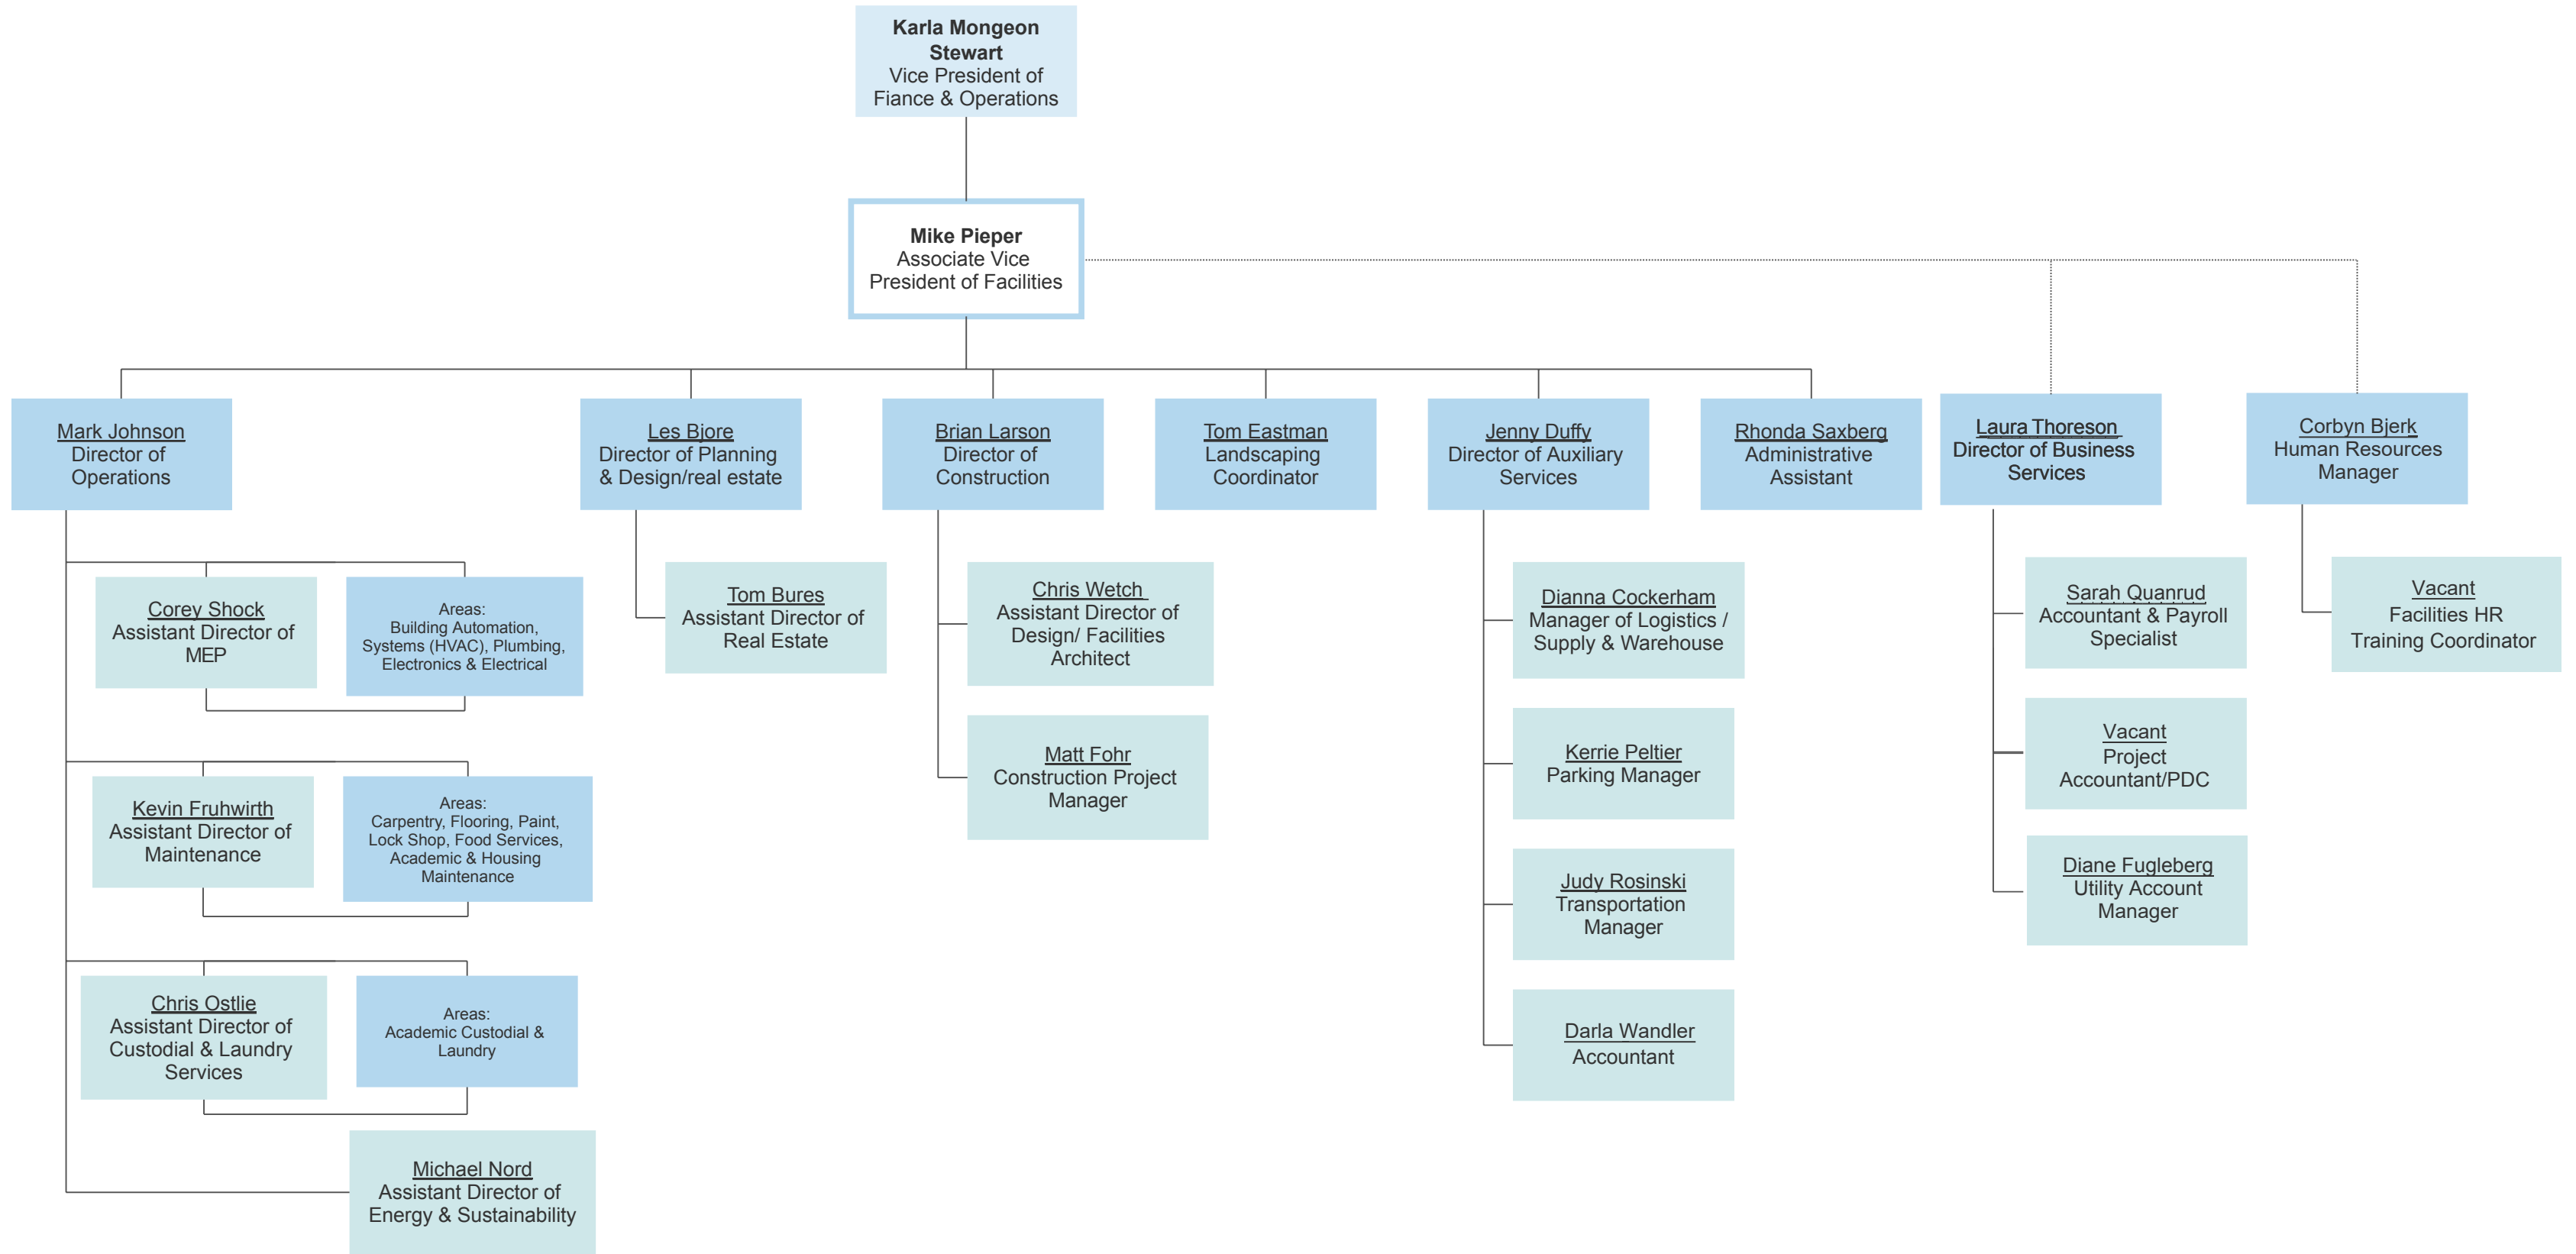 Karla Mongeon
Stewart
Vice President of
Fiance & Operations
Mike Pieper
Associate Vice
President of Facilities
Mark Johnson
Director of
Operations
Les Bjore
Director of Planning
& Design/real estate
Brian Larson
Director of
Construction
Tom Eastman
Landscaping
Coordinator
Jenny Duffy
Director of Auxiliary
Services
Rhonda Saxberg
Administrative
Assistant
Laura Thoreson
Director of Business
Services
Corbyn Bjerk
Human Resources
Manager
Corey Shock
Assistant Director of
MEP
Areas:
Building Automation,
Systems (HVAC), Plumbing,
Electronics & Electrical
Kevin Fruhwirth
Assistant Director of
Maintenance
Areas:
Carpentry, Flooring, Paint,
Lock Shop, Food Services,
Academic & Housing
Maintenance
Chris Ostlie
Assistant Director of
Custodial & Laundry
Services
Areas:
Academic Custodial &
Laundry
Michael Nord
Assistant Director of
Energy & Sustainability
Tom Bures
Assistant Director of
Real Estate
Chris Wetch
Assistant Director of
Design/ Facilities
Architect
Matt Fohr
Construction Project
Manager
Dianna Cockerham
Manager of Logistics /
Supply & Warehouse
Kerrie Peltier
Parking Manager
Judy Rosinski
Transportation
Manager
Darla Wandler
Accountant
Sarah Quanrud
Accountant & Payroll
Specialist
Vacant
Project
Accountant/PDC
Diane Fugleberg
Utility Account
Manager
Vacant
Facilities HR
Training Coordinator